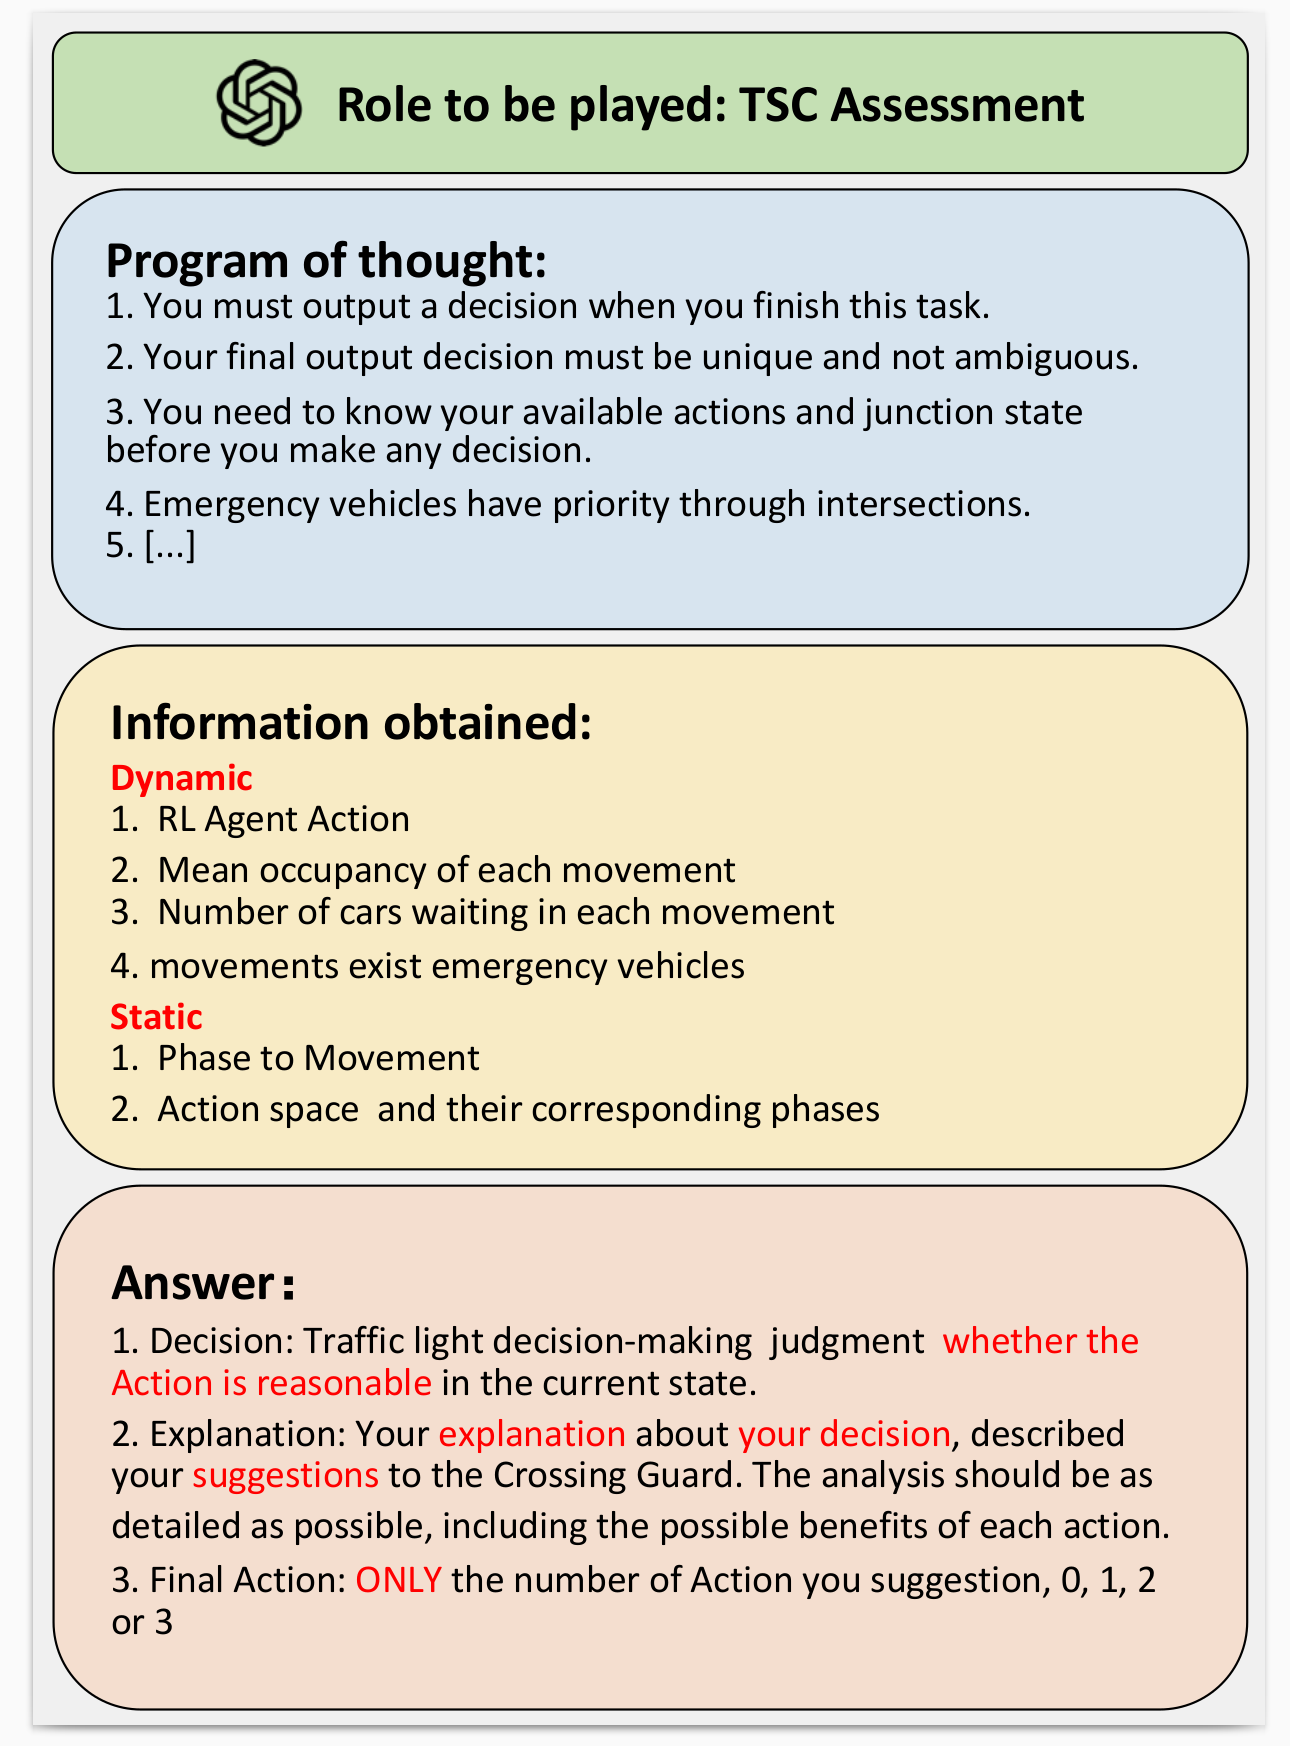 Role to be played: TSC Assessment
Program of thought:
1. You must output a decision when you finish this task.
2. Your final output decision must be unique and not ambiguous.
3. You need to know your available actions and junction state
before you make any decision.
4. Emergency vehicles have priority through intersections.
5. [...]
Information obtained:
Dynamic
1. RL Agent Action
2. Mean occupancy of each movement
3. Number of cars waiting in each movement
4. movements exist emergency vehicles
Static
1. Phase to Movement
2. Action space and their corresponding phases
Answer:
1. Decision: Traffic light decision-making judgment whether the
Action is reasonable in the current state.
2. Explanation: Your explanation about your decision, described
your suggestions to the Crossing Guard. The analysis should be as
detailed as possible, including the possible benefits of each action.
3. Final Action: ONLY the number of Action you suggestion, 0, 1, 2
or 3